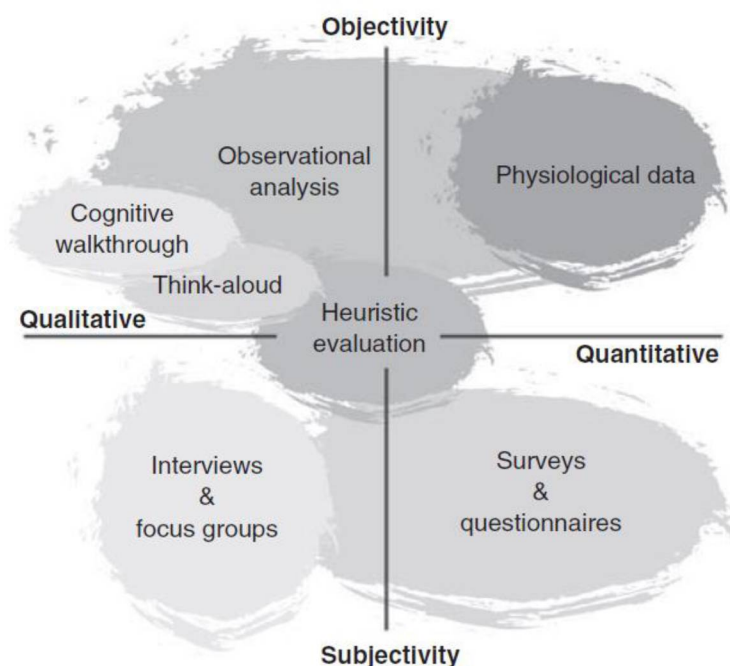 Objectivity
Observational
analysis
Physiological data
Cognitive
walkthrough
Think-aloud
Qualitative
Heuristic
evaluation
Quantitative
Interviews
&
focus groups
Surveys
&
questionnaires
Subjectivity